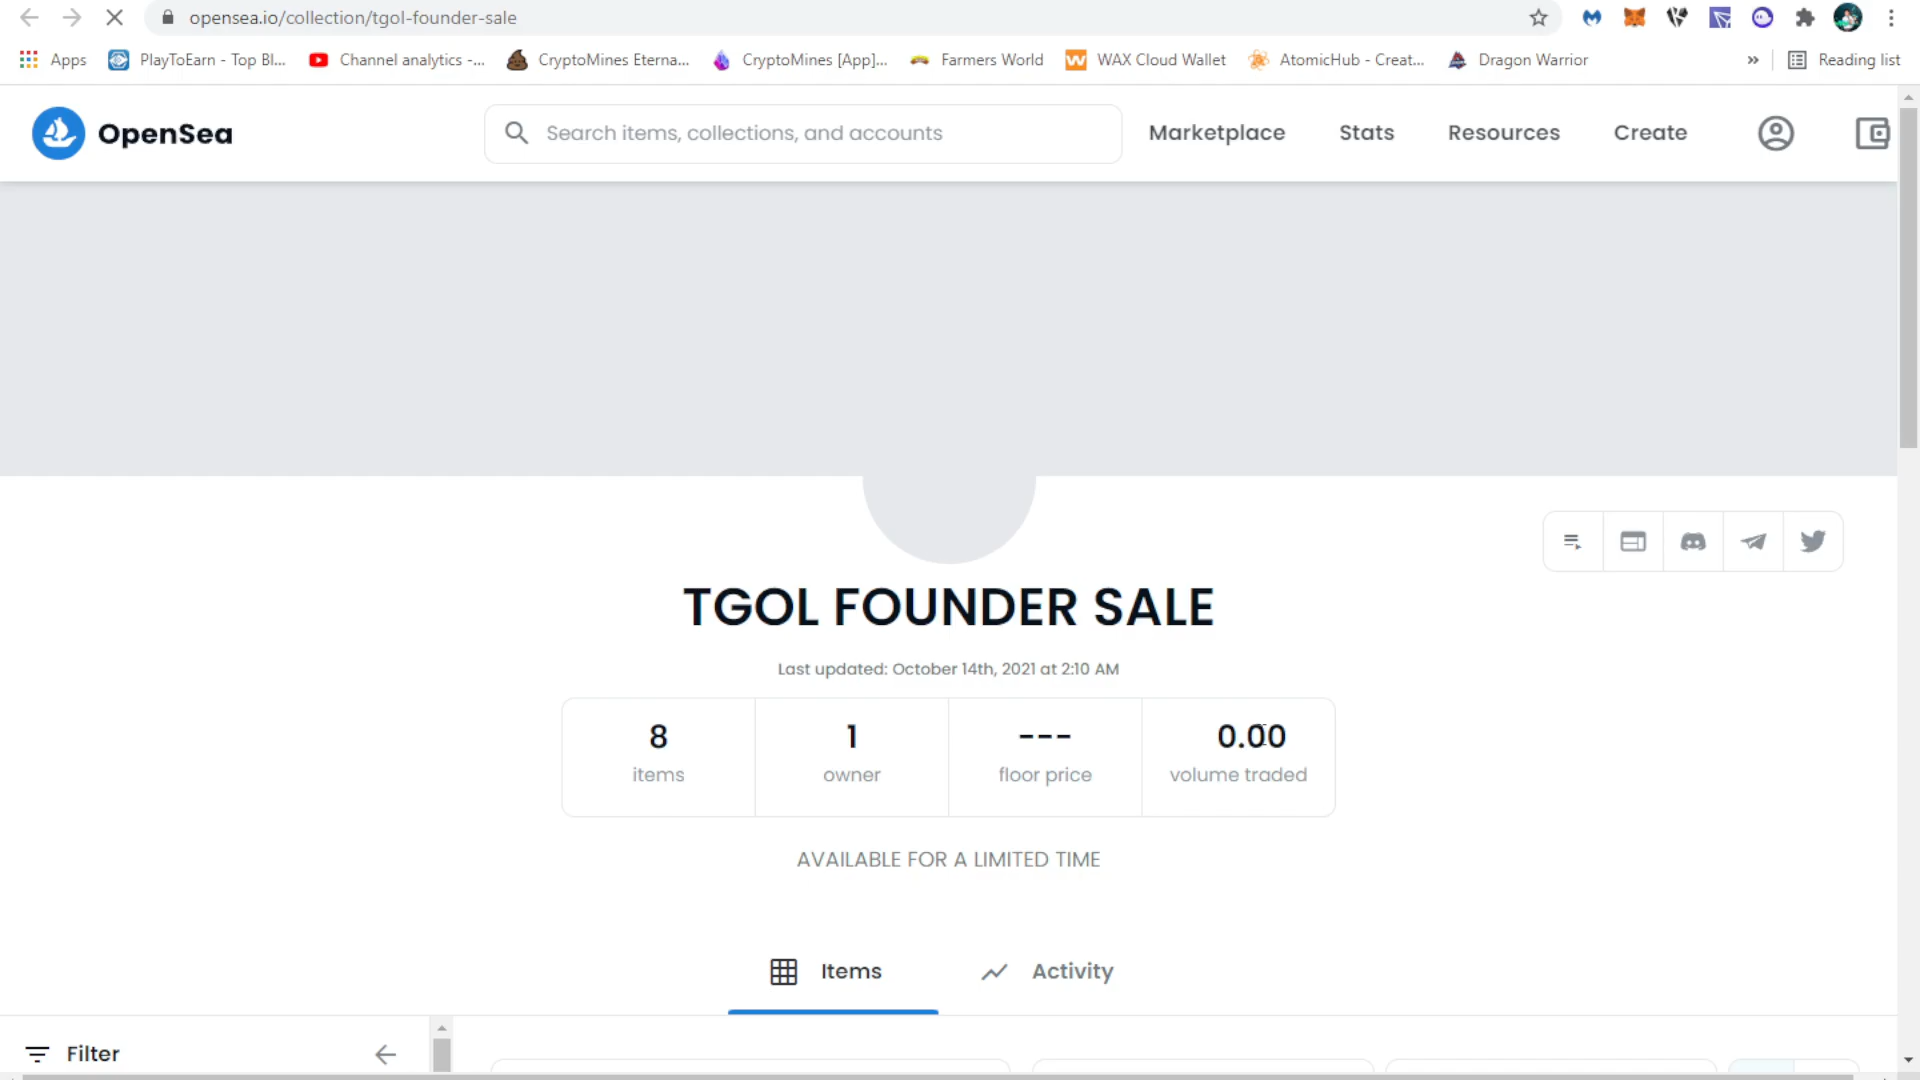 opensea.io/collection/tgol-founder-sale
Apps PlayToEarn - Top Bl... Channel analytics -... CryptoMines Eterna... CryptoMines [App]... Farmers World WAX Cloud Wallet AtomicHub - Creat... Dragon Warrior » Reading list
OpenSea Search items, collections, and accounts Marketplace Stats Resources Create
TGOL FOUNDER SALE
Last updated: October 14th, 2021 at 2:10 AM
8 1 --- 0.00
items owner floor price volume traded
AVAILABLE FOR A LIMITED TIME
Items Activity
Filter